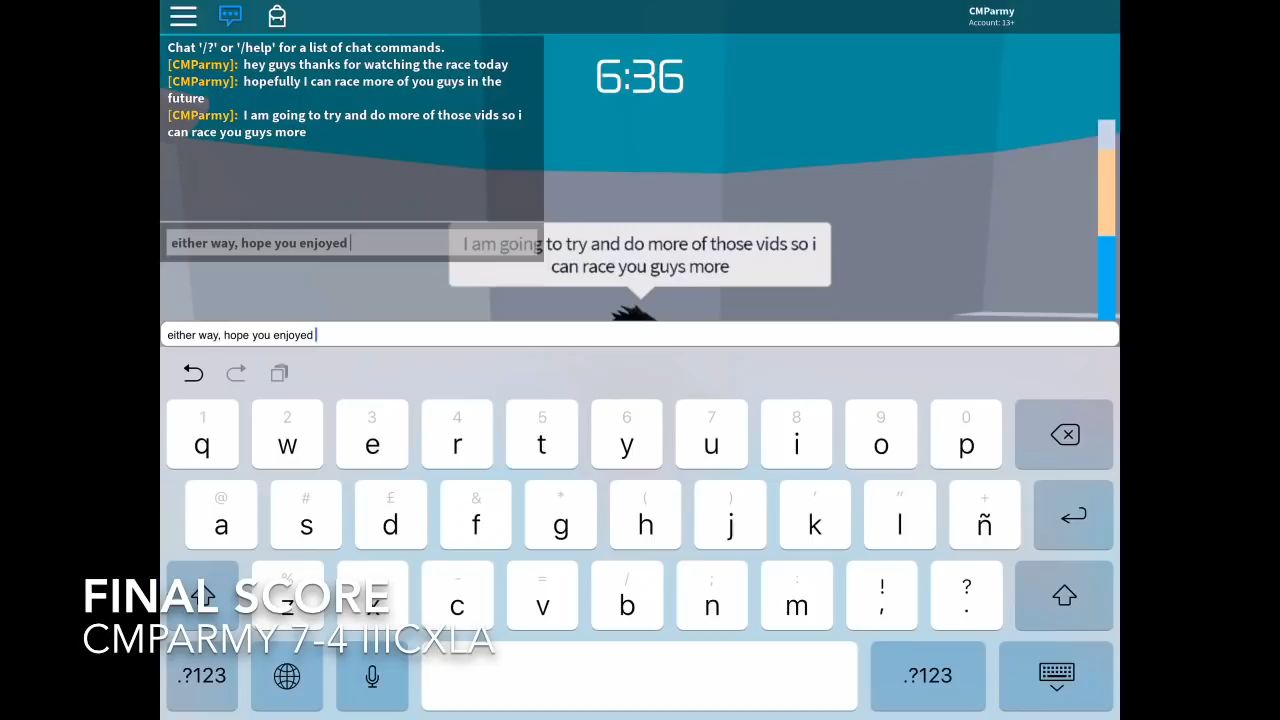 CMParmy
Account: 13+
Chat '/?' or '/help' for a list of chat commands.
[CMParmy]: hey guys thanks for watching the race today
[CMParmy]: hopefully I can race more of you guys in the
future
[CMParmy]: I am going to try and do more of those vids so i
can race you guys more
6:36
either way, hope you enjoyed
I am going to try and do more of those vids so i
can race you guys more
either way, hope you enjoyed
1 2 3 4 5 6 7 8 9 0
q w e r t y u i o p
@ # £ & * ( ) ' " +
a s d f g h j k l ñ
% - = / ; : ! ?
z x c v b n m , .
FINAL SCORE
CMPARMY 7-4 IIICXLA
.?123 .?123